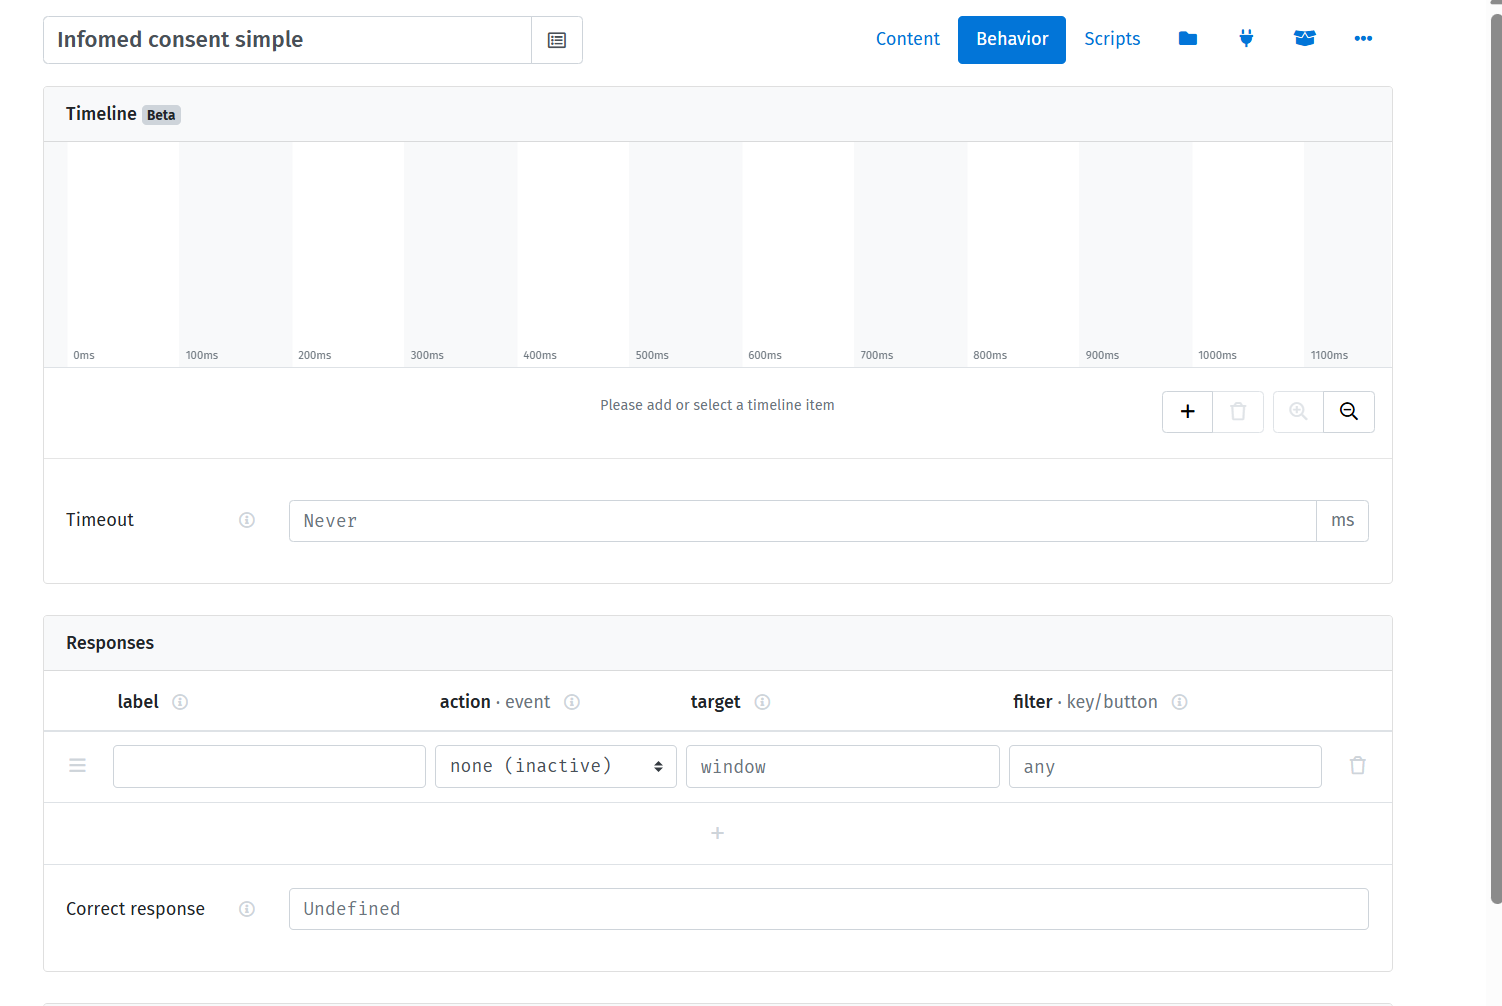 Infomed consent simple
Content Behavior Scripts
Timeline Beta
0ms 100ms 200ms 300ms 400ms 500ms 600ms 700ms 800ms 900ms 1000ms 1100ms
Please add or select a timeline item
Timeout Never ms
Responses
label action · event target filter · key/button
none (inactive) window any
Correct response Undefined